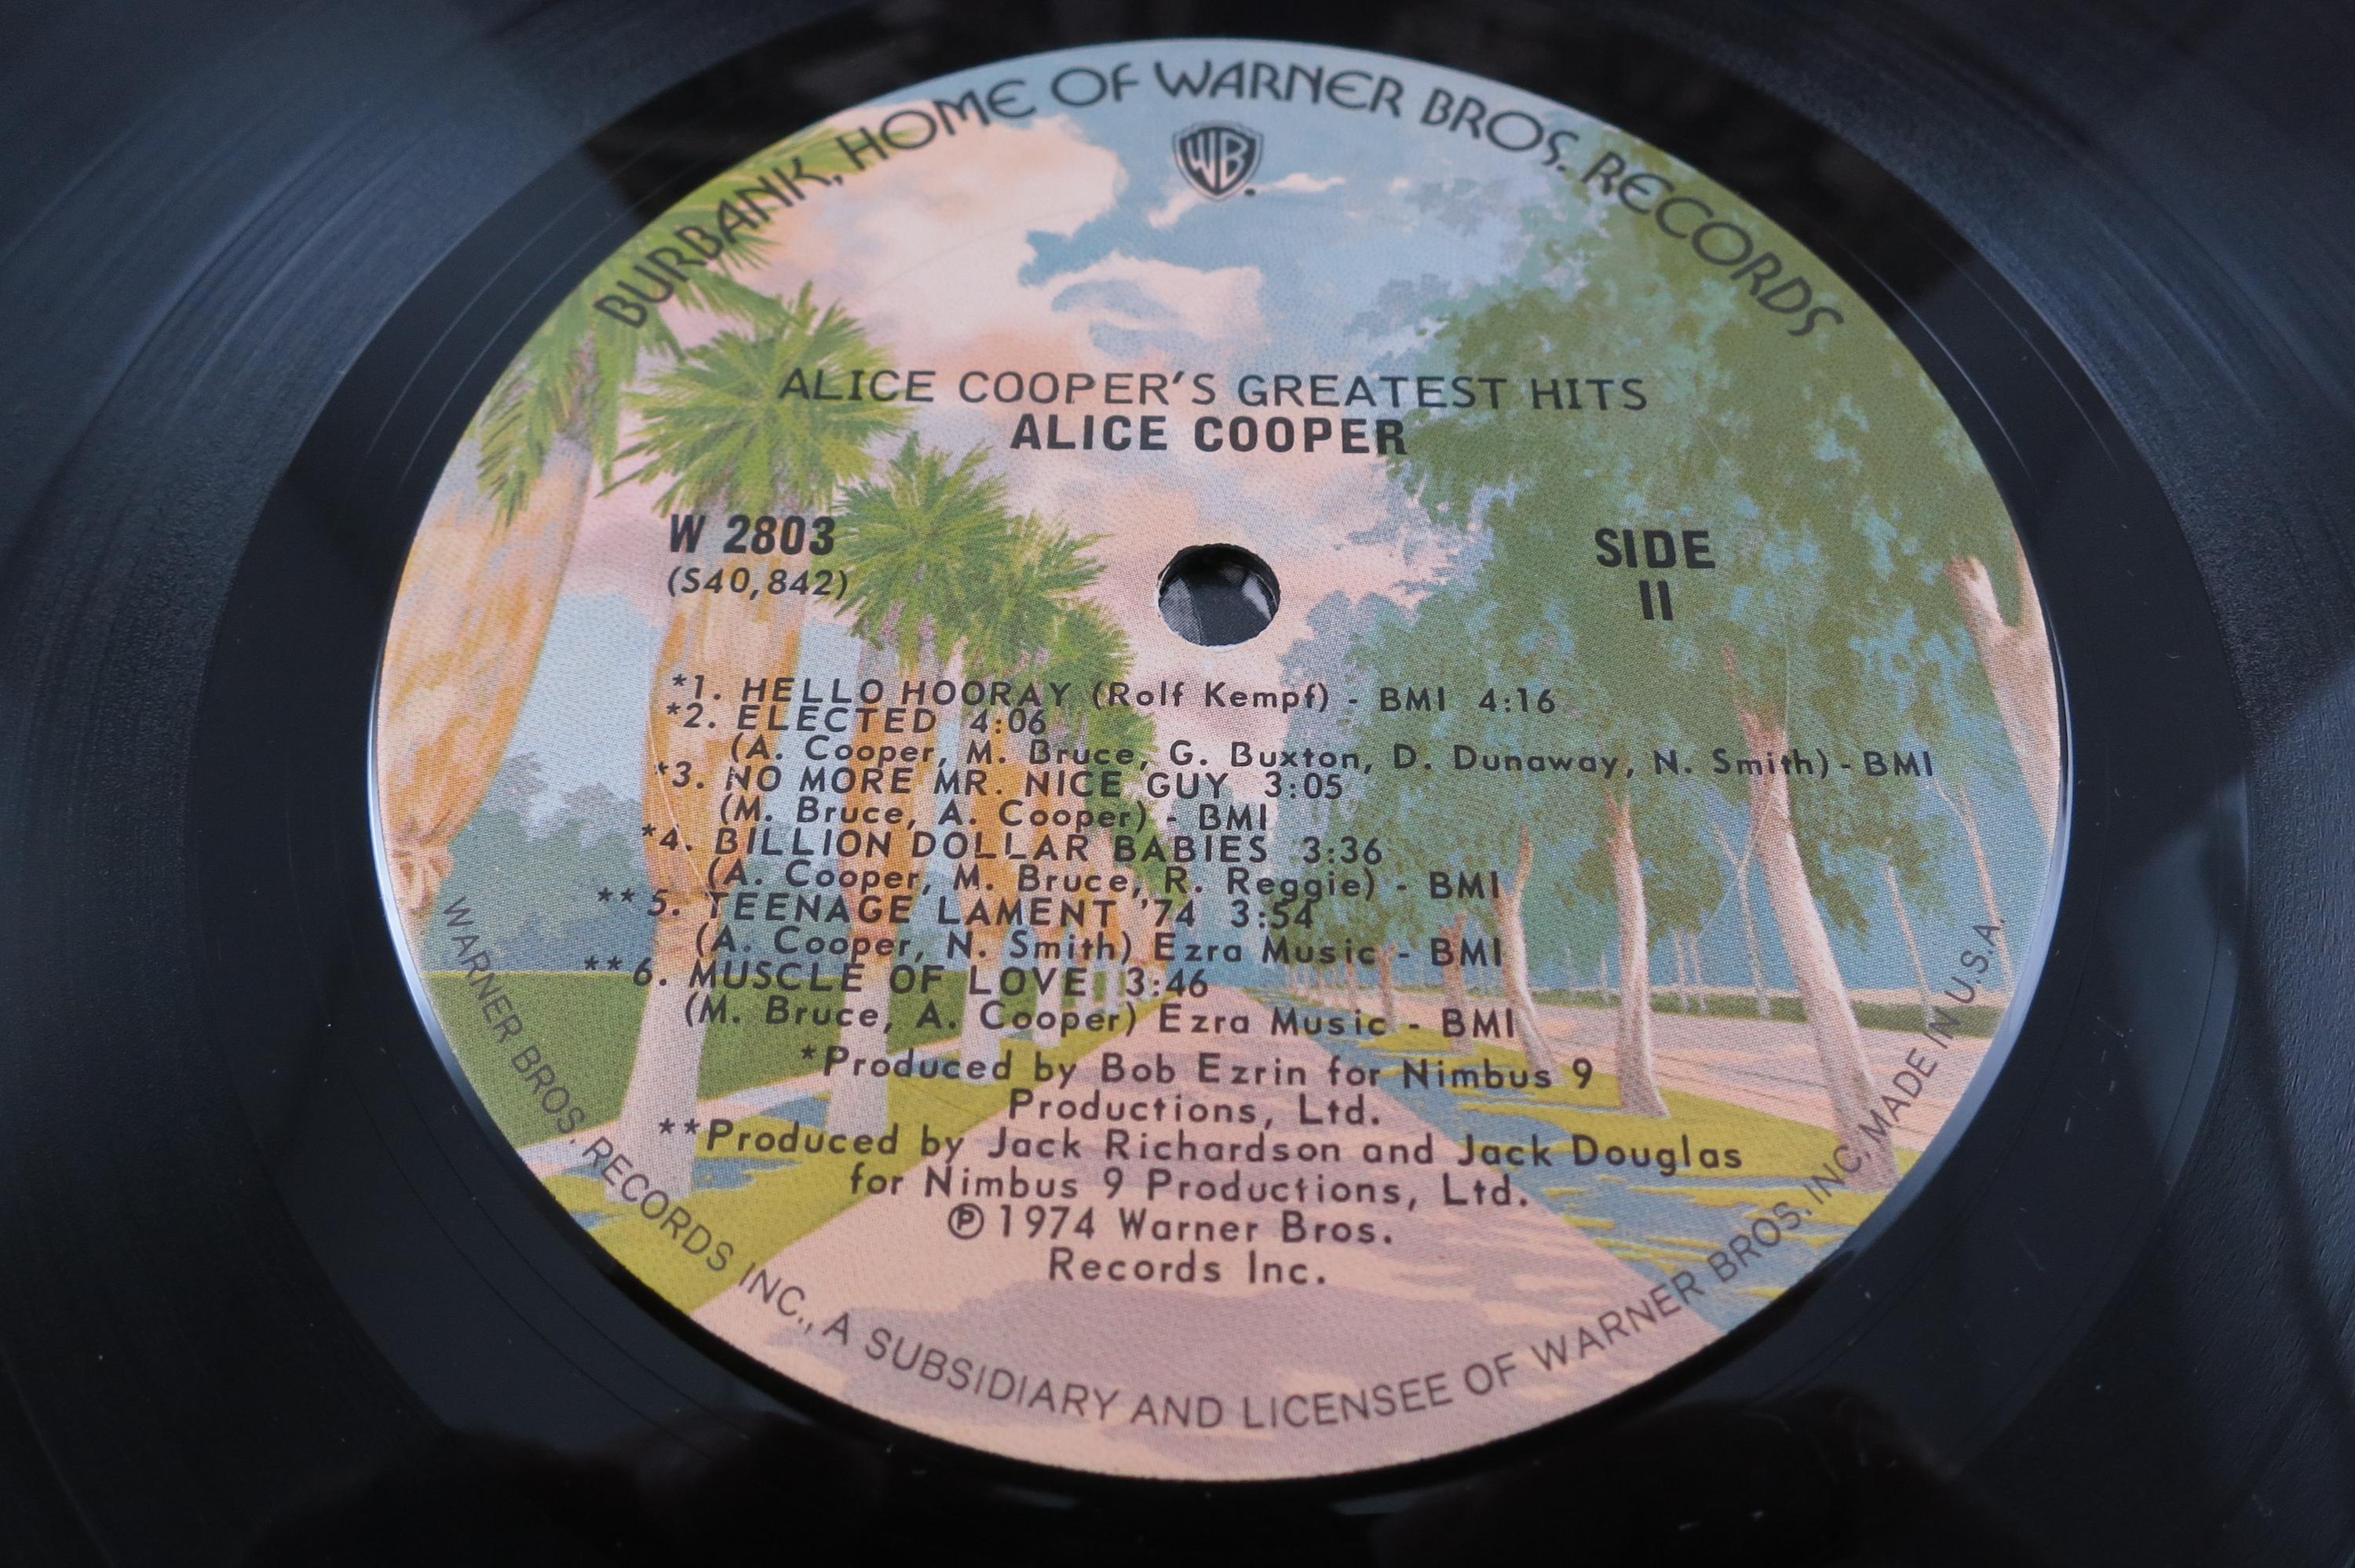 BURBANK, HOME OF WARNER BROS. RECORDS
WB
ALICE COOPER'S GREATEST HITS
ALICE COOPER
W 2803
(S40,842)
SIDE
II
*1. HELLO HOORAY (Rolf Kempf) - BMI 4:16
*2. ELECTED 4:06
(A. Cooper, M. Bruce, G. Buxton, D. Dunaway, N. Smith) - BMI
*3. NO MORE MR. NICE GUY 3:05
(M. Bruce, A. Cooper) - BMI
*4. BILLION DOLLAR BABIES 3:36
(A. Cooper, M. Bruce, R. Reggie) - BMI
**5. TEENAGE LAMENT '74 3:54
(A. Cooper, N. Smith) Ezra Music - BMI
**6. MUSCLE OF LOVE 3:46
(M. Bruce, A. Cooper) Ezra Music - BMI
*Produced by Bob Ezrin for Nimbus 9
Productions, Ltd.
**Produced by Jack Richardson and Jack Douglas
for Nimbus 9 Productions, Ltd.
℗ 1974 Warner Bros.
Records Inc.
WARNER BROS. RECORDS INC., A SUBSIDIARY AND LICENSEE OF WARNER BROS. INC. MADE IN U.S.A.